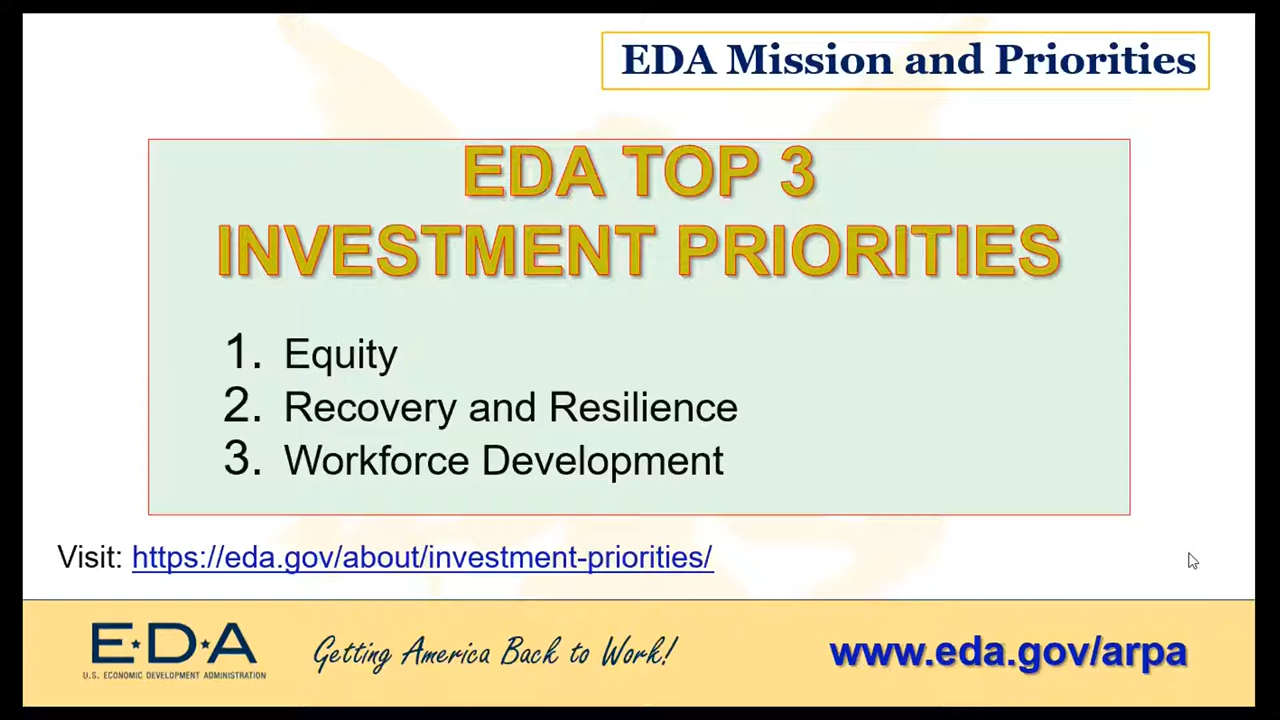 EDA Mission and Priorities
EDA TOP 3
INVESTMENT PRIORITIES
1. Equity
2. Recovery and Resilience
3. Workforce Development
Visit: https://eda.gov/about/investment-priorities/
E★D★A
U.S. ECONOMIC DEVELOPMENT ADMINISTRATION
Getting America Back to Work!
www.eda.gov/arpa